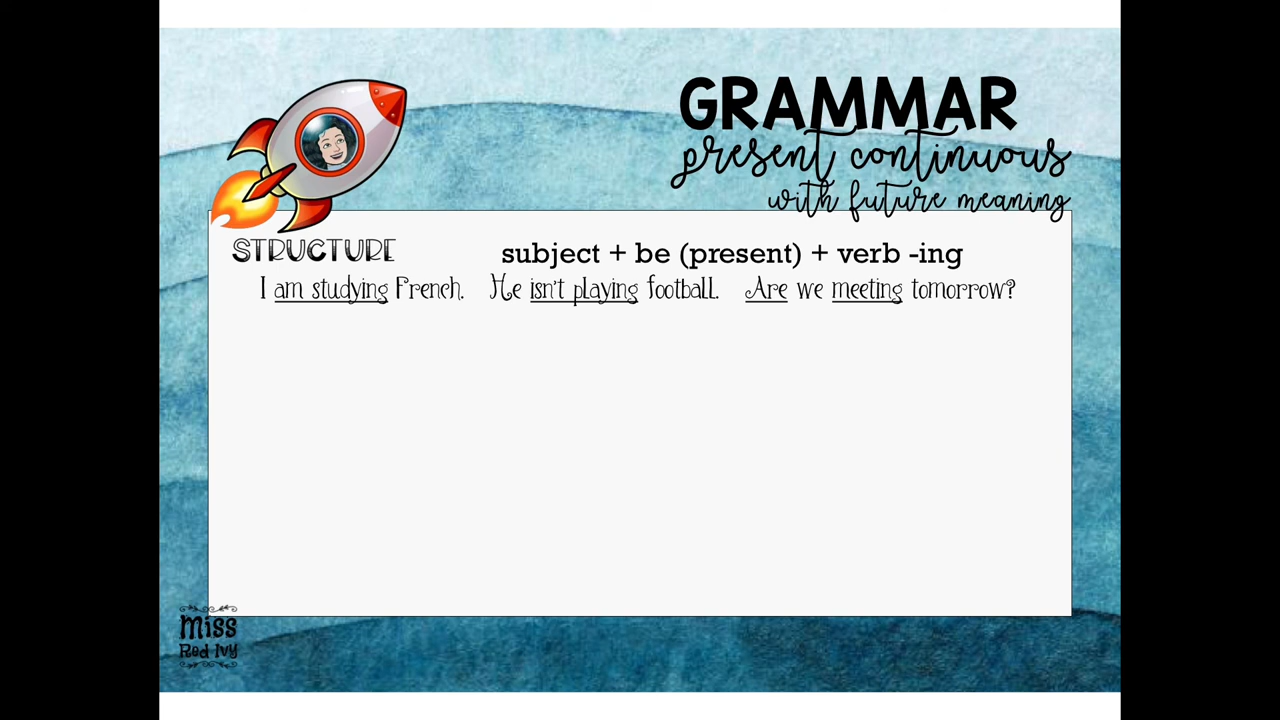 GRAMMAR
present continuous
with future meaning
STRUCTURE subject + be (present) + verb -ing
I am studying French. He isn't playing football. Are we meeting tomorrow?
Miss
Red Ivy